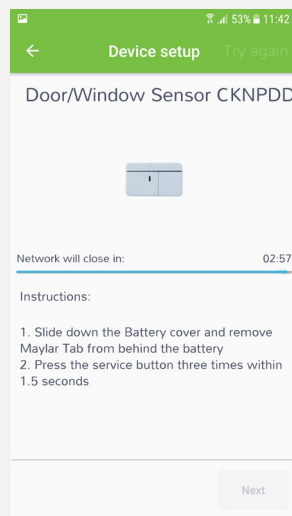 53% 11:42
Device setup Try again
Door/Window Sensor CKNPDD
Network will close in: 02:57
Instructions:
1. Slide down the Battery cover and remove
Maylar Tab from behind the battery
2. Press the service button three times within
1.5 seconds
Next